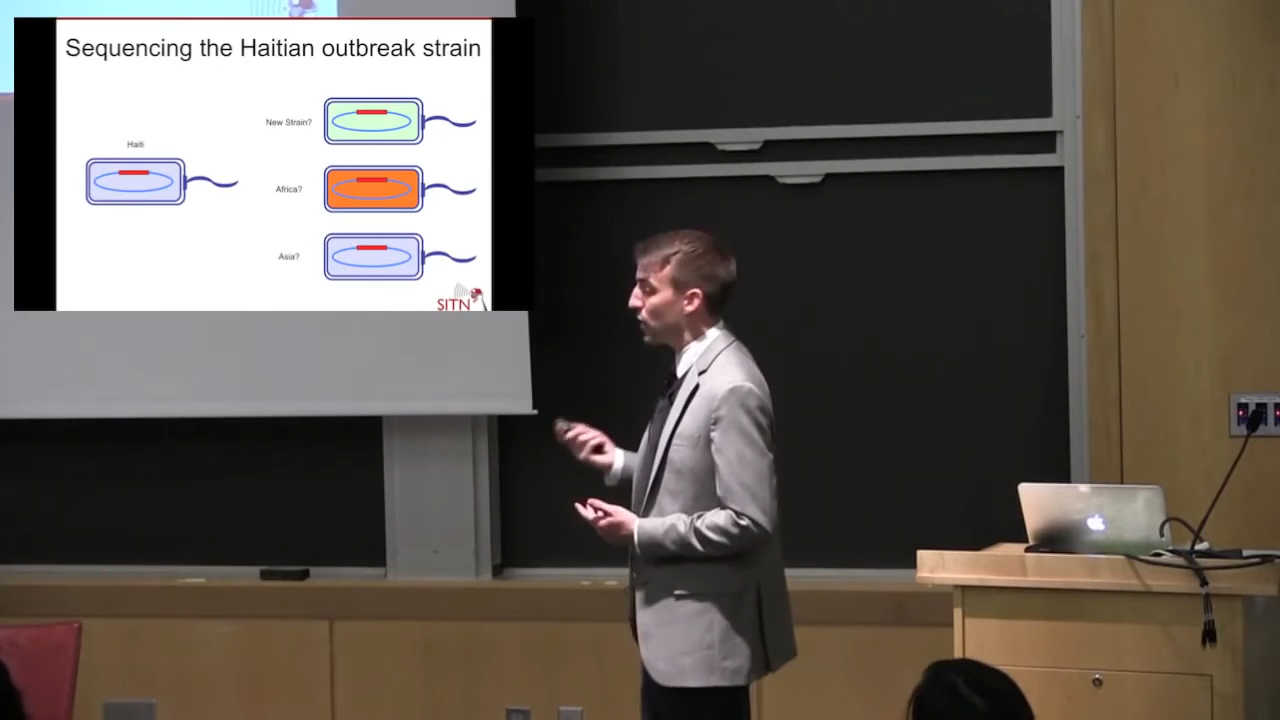 Sequencing the Haitian outbreak strain
New Strain?
Haiti
Africa?
Asia?
SITN